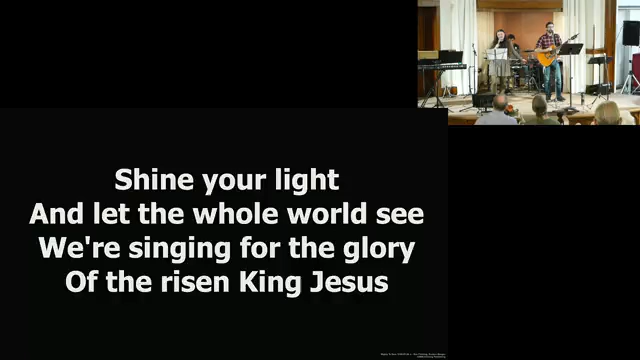 Shine your light
And let the whole world see
We're singing for the glory
Of the risen King Jesus